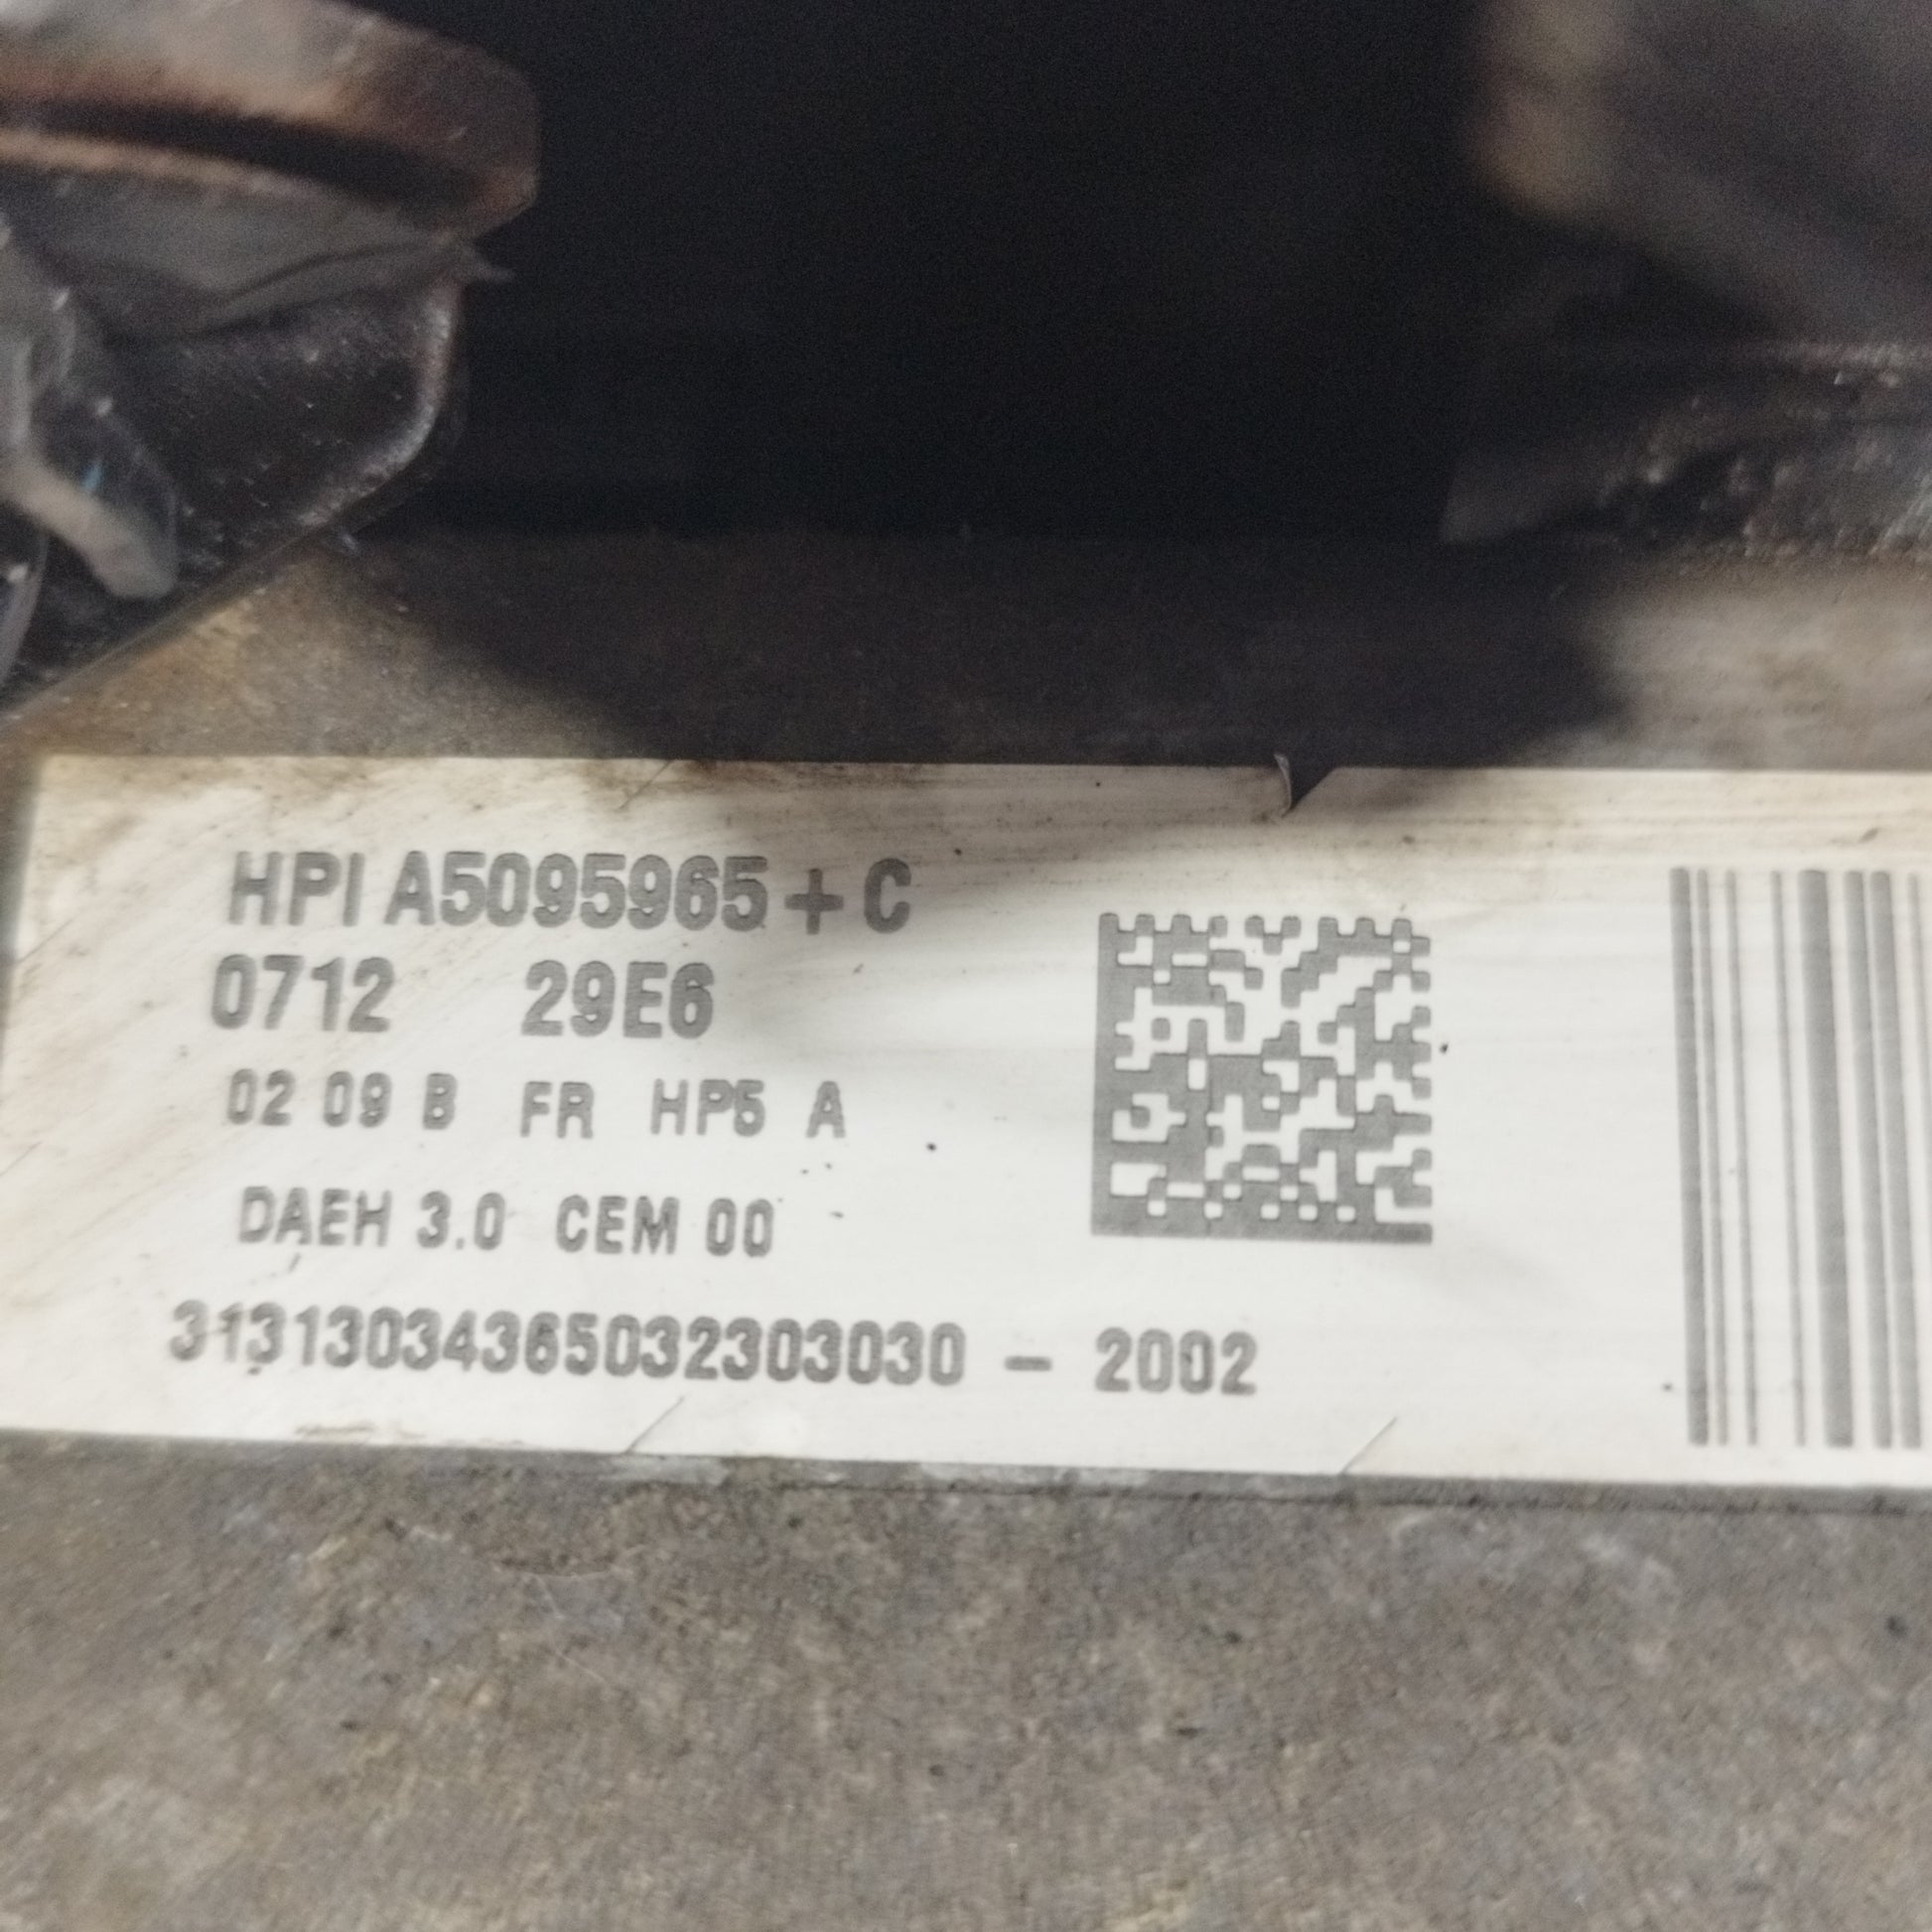 HPI A5095965+C
0712 29E6
02 09 B FR HP5 A
DAEH 3.0 CEM 00
31313034365032303030 - 2002